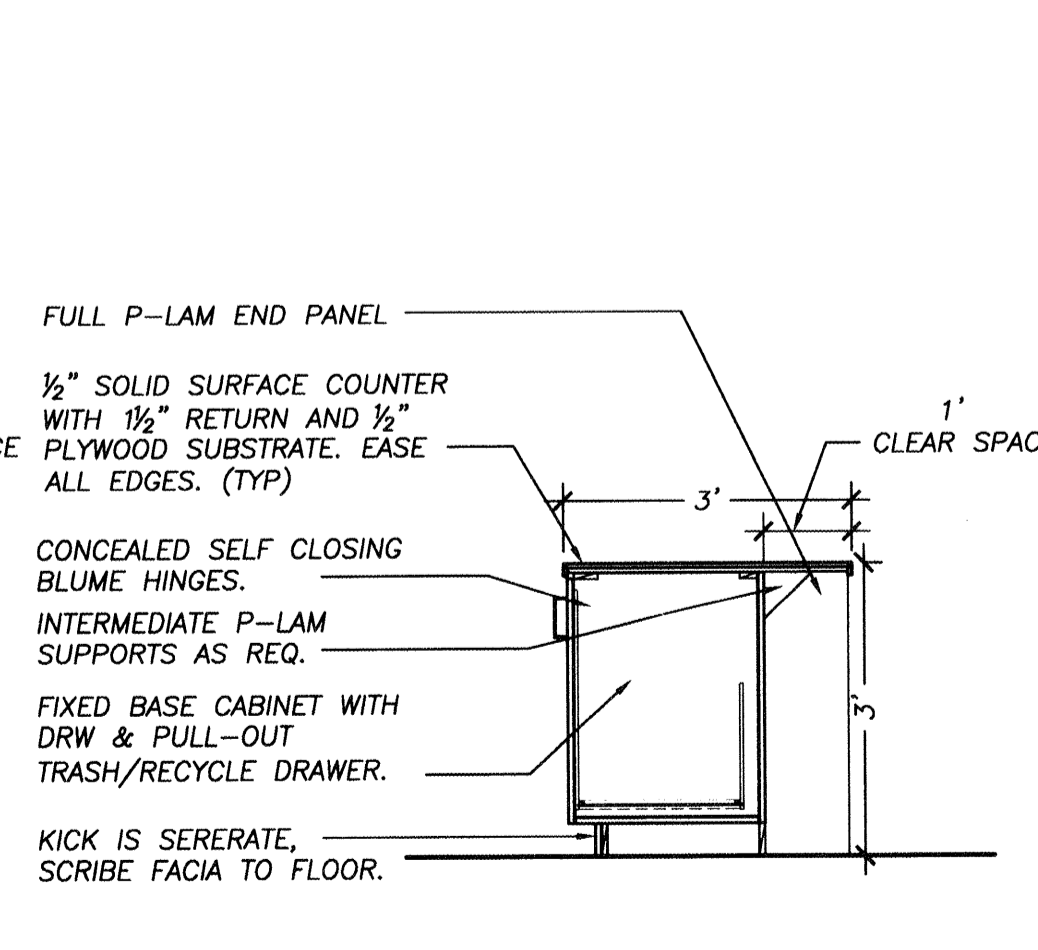 FULL P-LAM END PANEL
½" SOLID SURFACE COUNTER
WITH 1½" RETURN AND ½"
PLYWOOD SUBSTRATE. EASE
ALL EDGES. (TYP)
1'
CLEAR SPAC
3'
CONCEALED SELF CLOSING
BLUME HINGES.
INTERMEDIATE P-LAM
SUPPORTS AS REQ.
FIXED BASE CABINET WITH
DRW & PULL-OUT
TRASH/RECYCLE DRAWER.
3'
KICK IS SERERATE,
SCRIBE FACIA TO FLOOR.